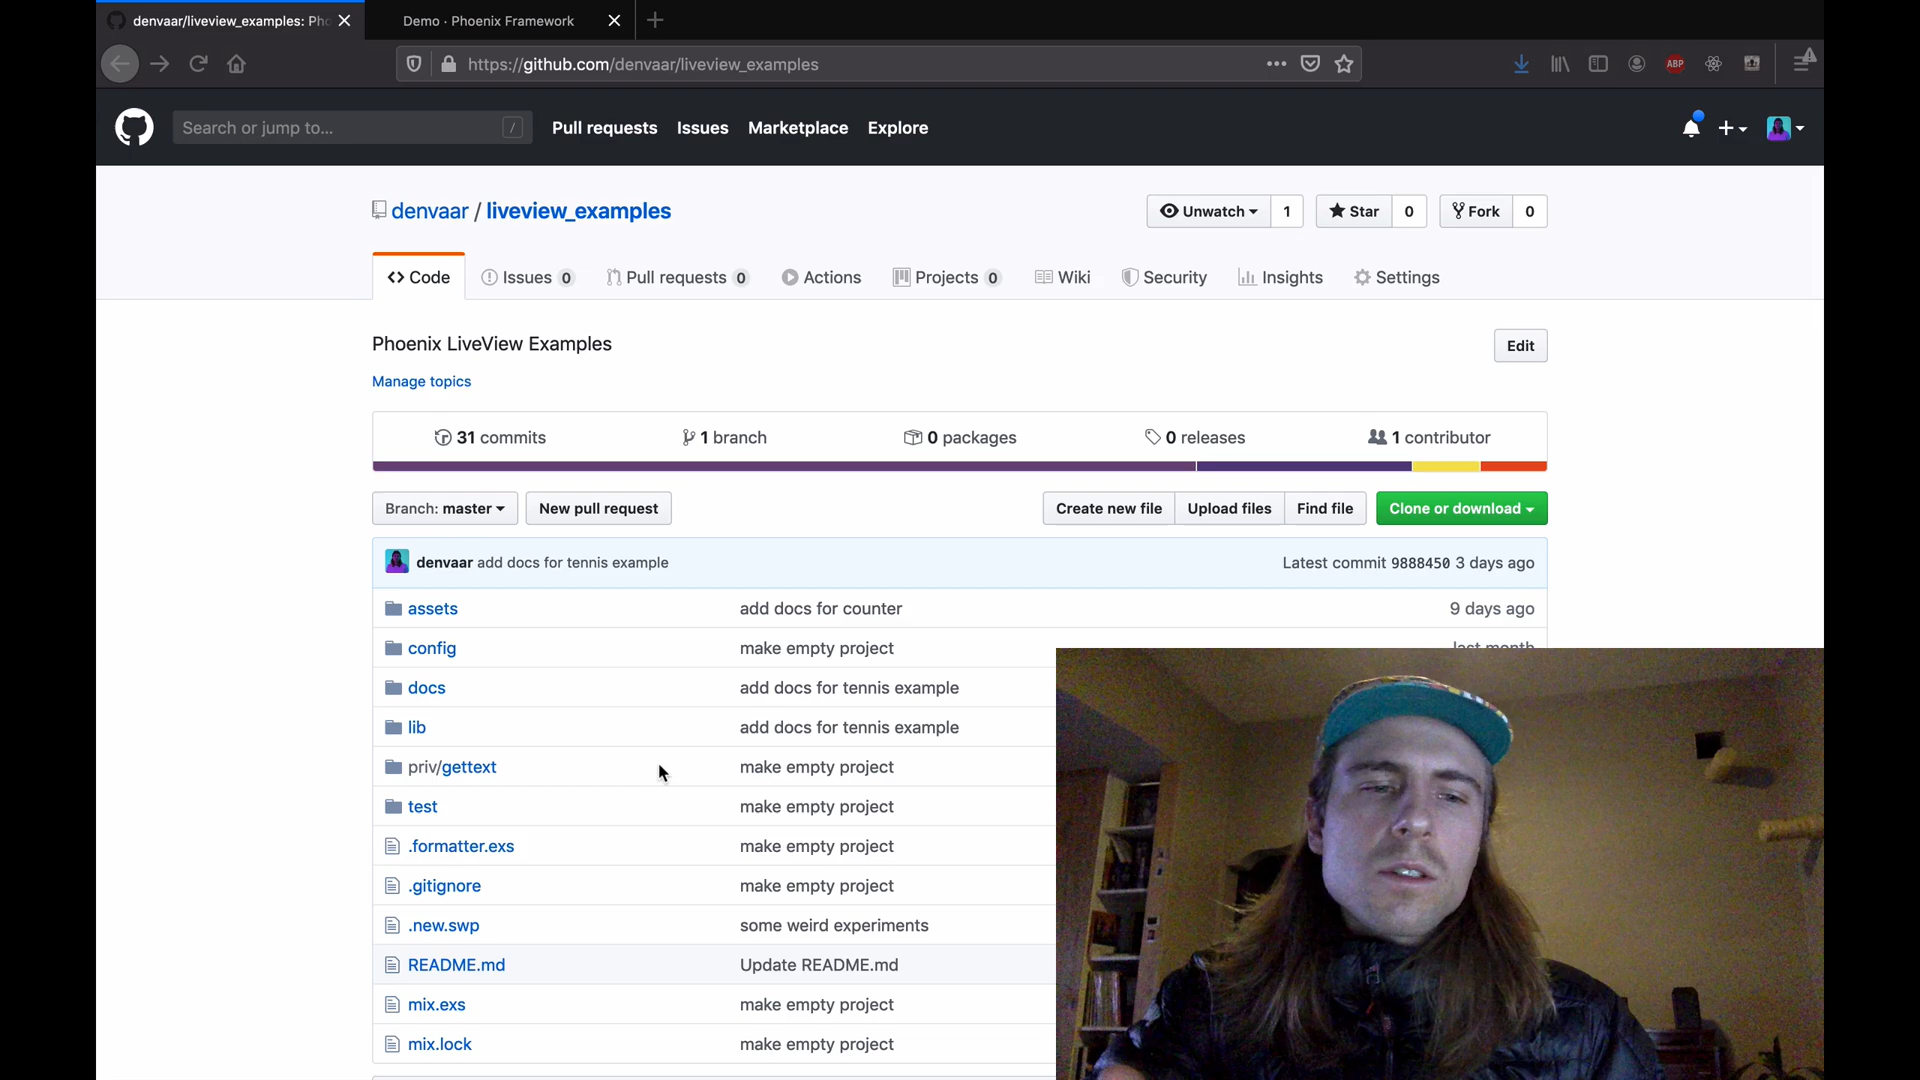 denvaar/liveview_examples: Pho
Demo · Phoenix Framework
https://github.com/denvaar/liveview_examples
ABP
Search or jump to...
/
Pull requests
Issues
Marketplace
Explore
denvaar / liveview_examples
Unwatch
1
Star
0
Fork
0
Code
Issues 0
Pull requests 0
Actions
Projects 0
Wiki
Security
Insights
Settings
Phoenix LiveView Examples
Edit
Manage topics
31 commits
1 branch
0 packages
0 releases
1 contributor
Branch: master
New pull request
Create new file
Upload files
Find file
Clone or download
denvaar add docs for tennis example
Latest commit 9888450 3 days ago
assets
add docs for counter
9 days ago
config
make empty project
last month
docs
add docs for tennis example
lib
add docs for tennis example
priv/gettext
make empty project
test
make empty project
.formatter.exs
make empty project
.gitignore
make empty project
.new.swp
some weird experiments
README.md
Update README.md
mix.exs
make empty project
mix.lock
make empty project